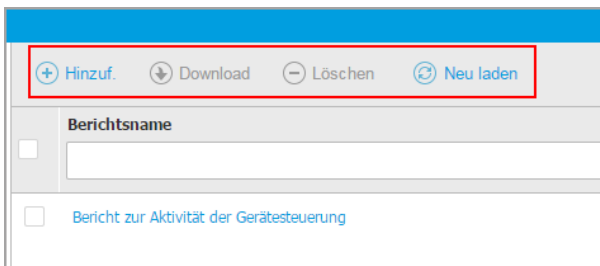 Hinzuf. Download Löschen Neu laden
Berichtsname
Bericht zur Aktivität der Gerätesteuerung